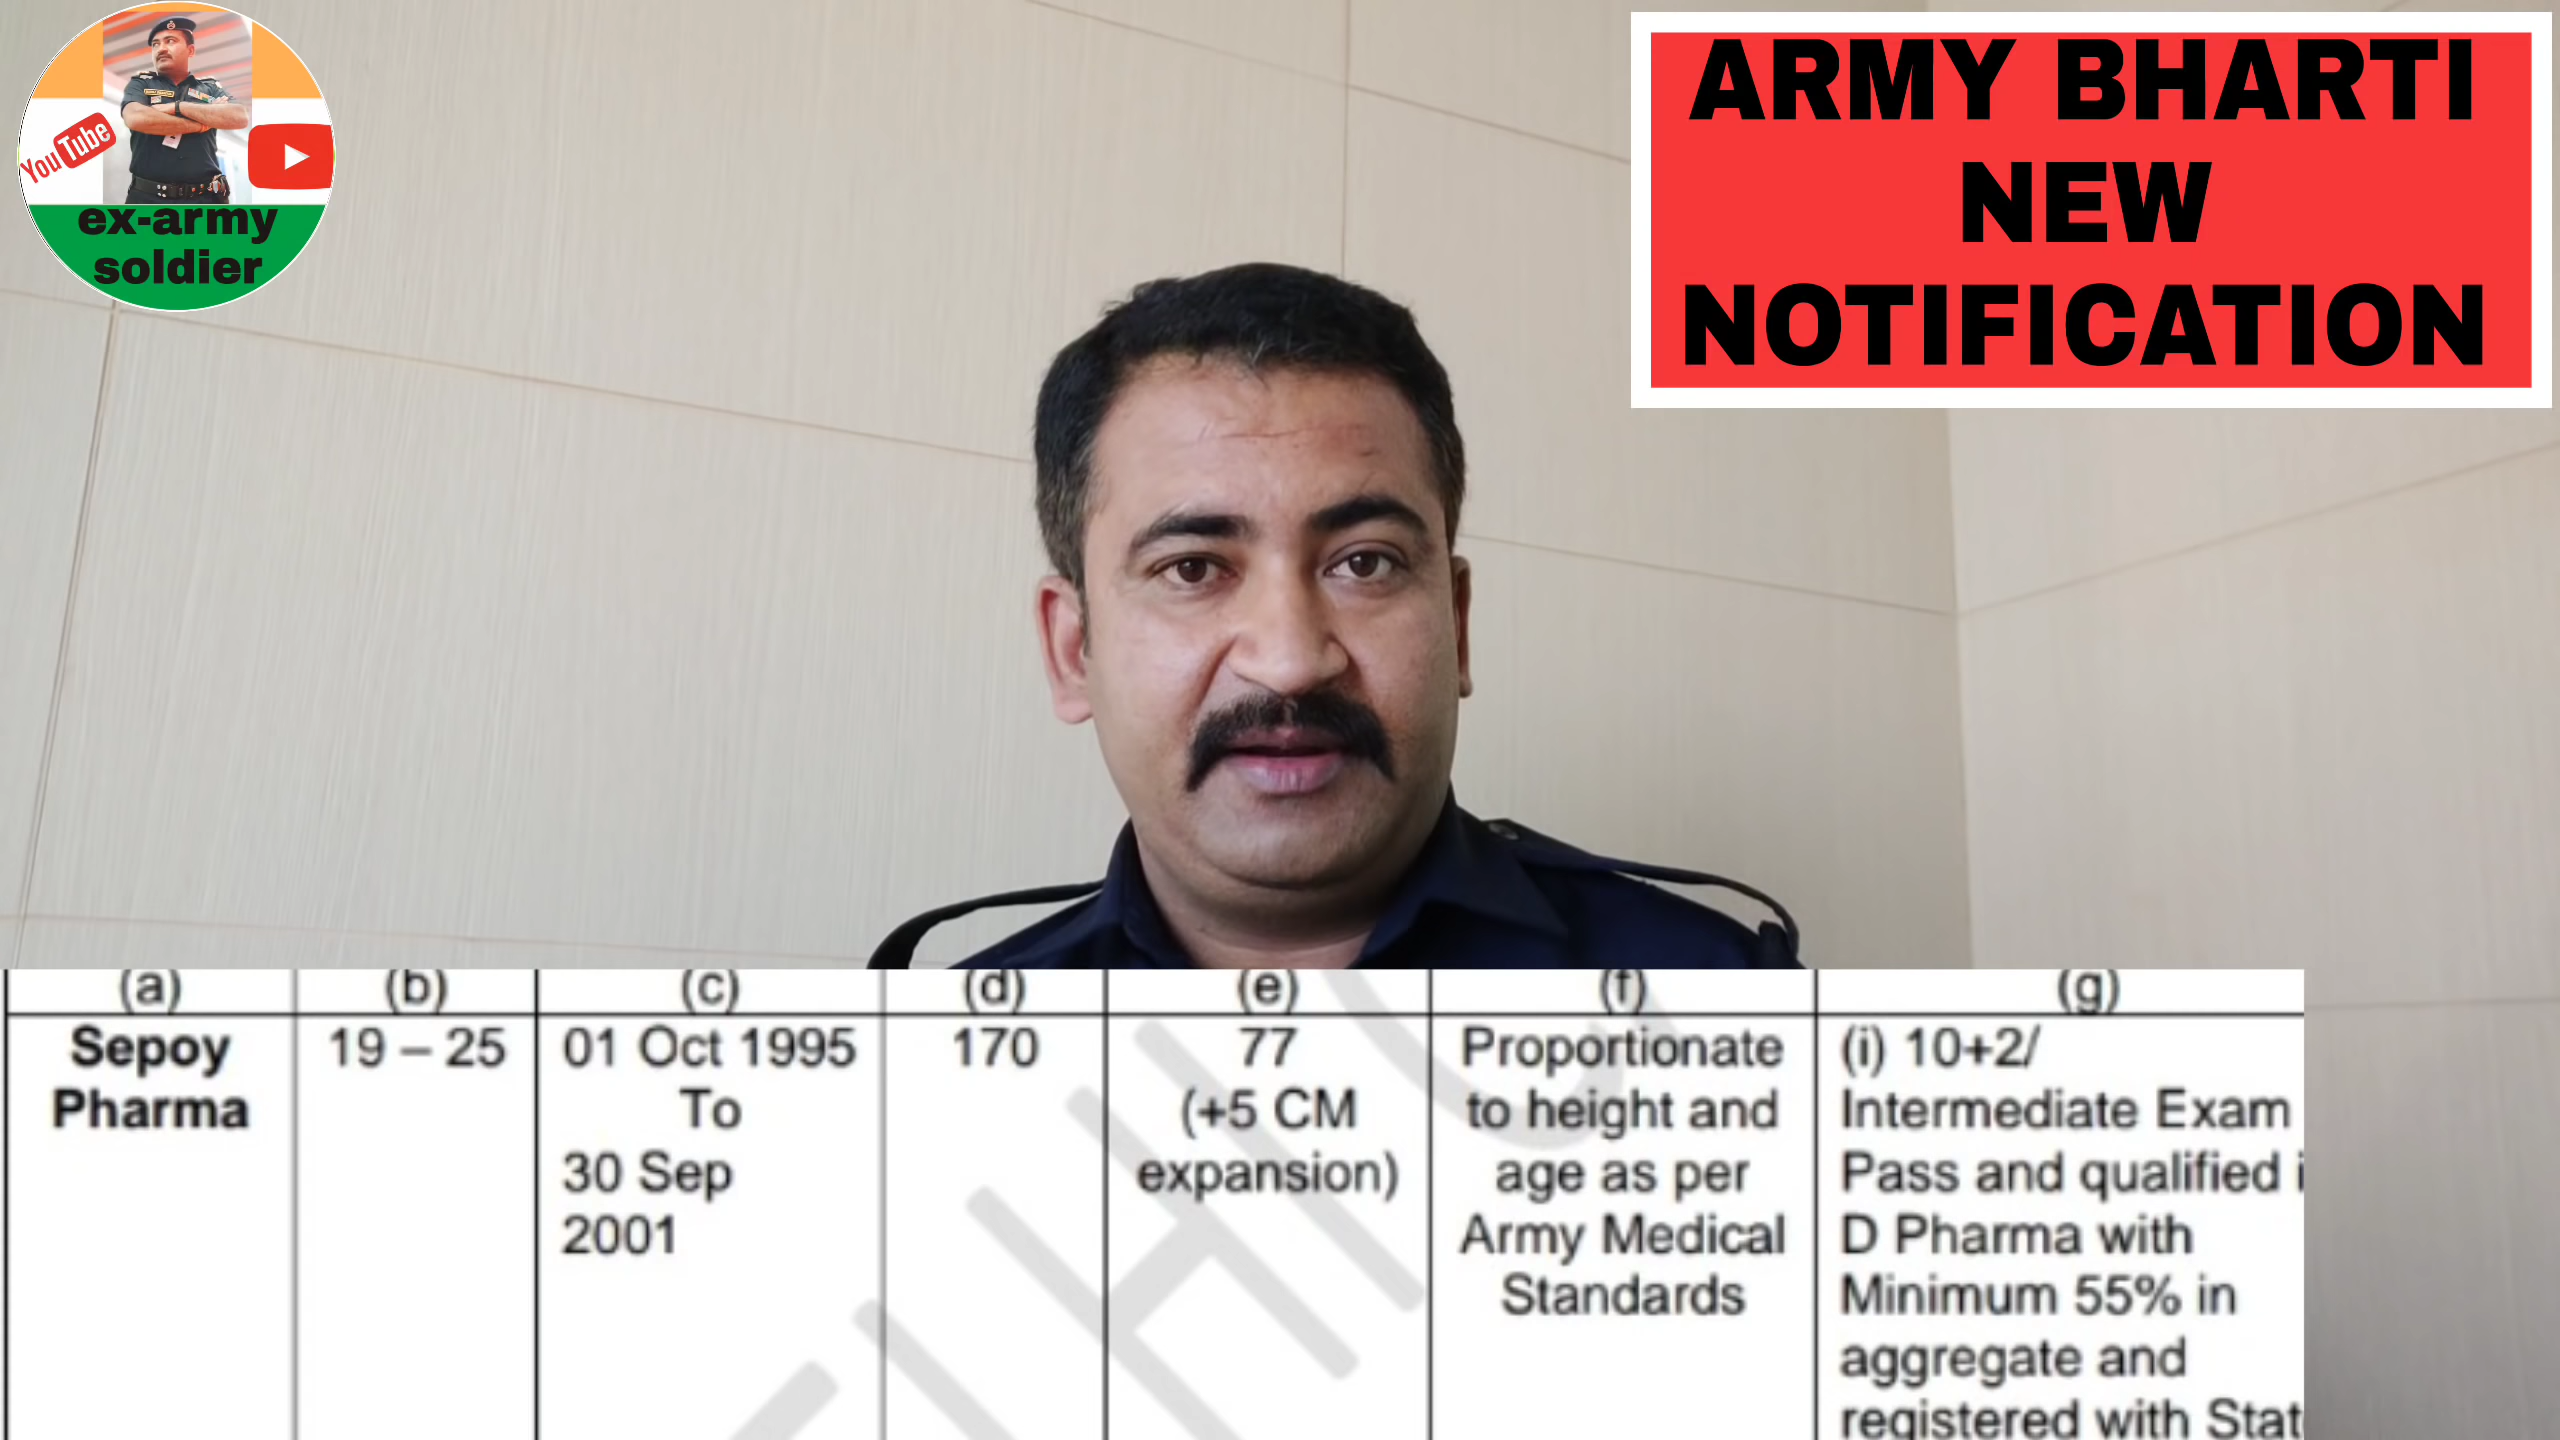 YouTube
ex-army
soldier
ARMY BHARTI
NEW
NOTIFICATION
(a) (b) (c) (d) (e) (f) (g)
Sepoy
Pharma
19 – 25
01 Oct 1995
To
30 Sep
2001
170
77
(+5 CM
expansion)
Proportionate
to height and
age as per
Army Medical
Standards
(i) 10+2/
Intermediate Exam
Pass and qualified
D Pharma with
Minimum 55% in
aggregate and
registered with